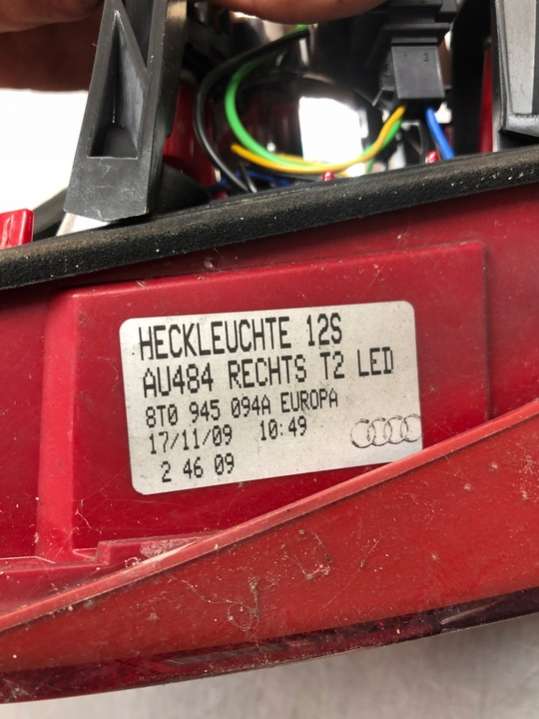 HECKLEUCHTE 12S
AU484 RECHTS T2 LED
8T0 945 094A EUROPA
17/11/09 10:49
2 46 09